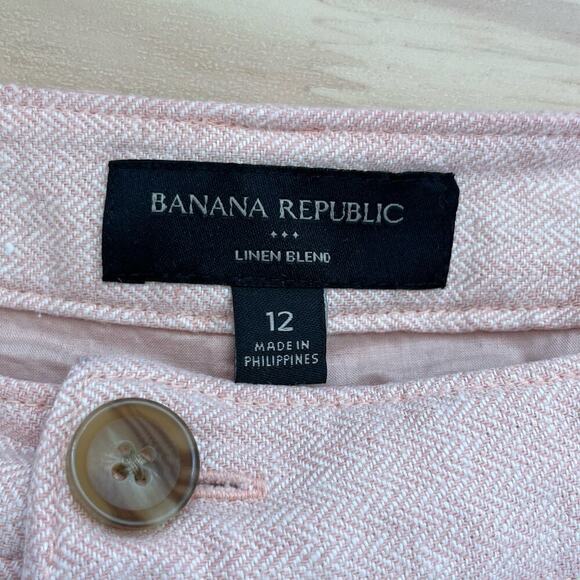 BANANA REPUBLIC
LINEN BLEND
12
MADE IN
PHILIPPINES